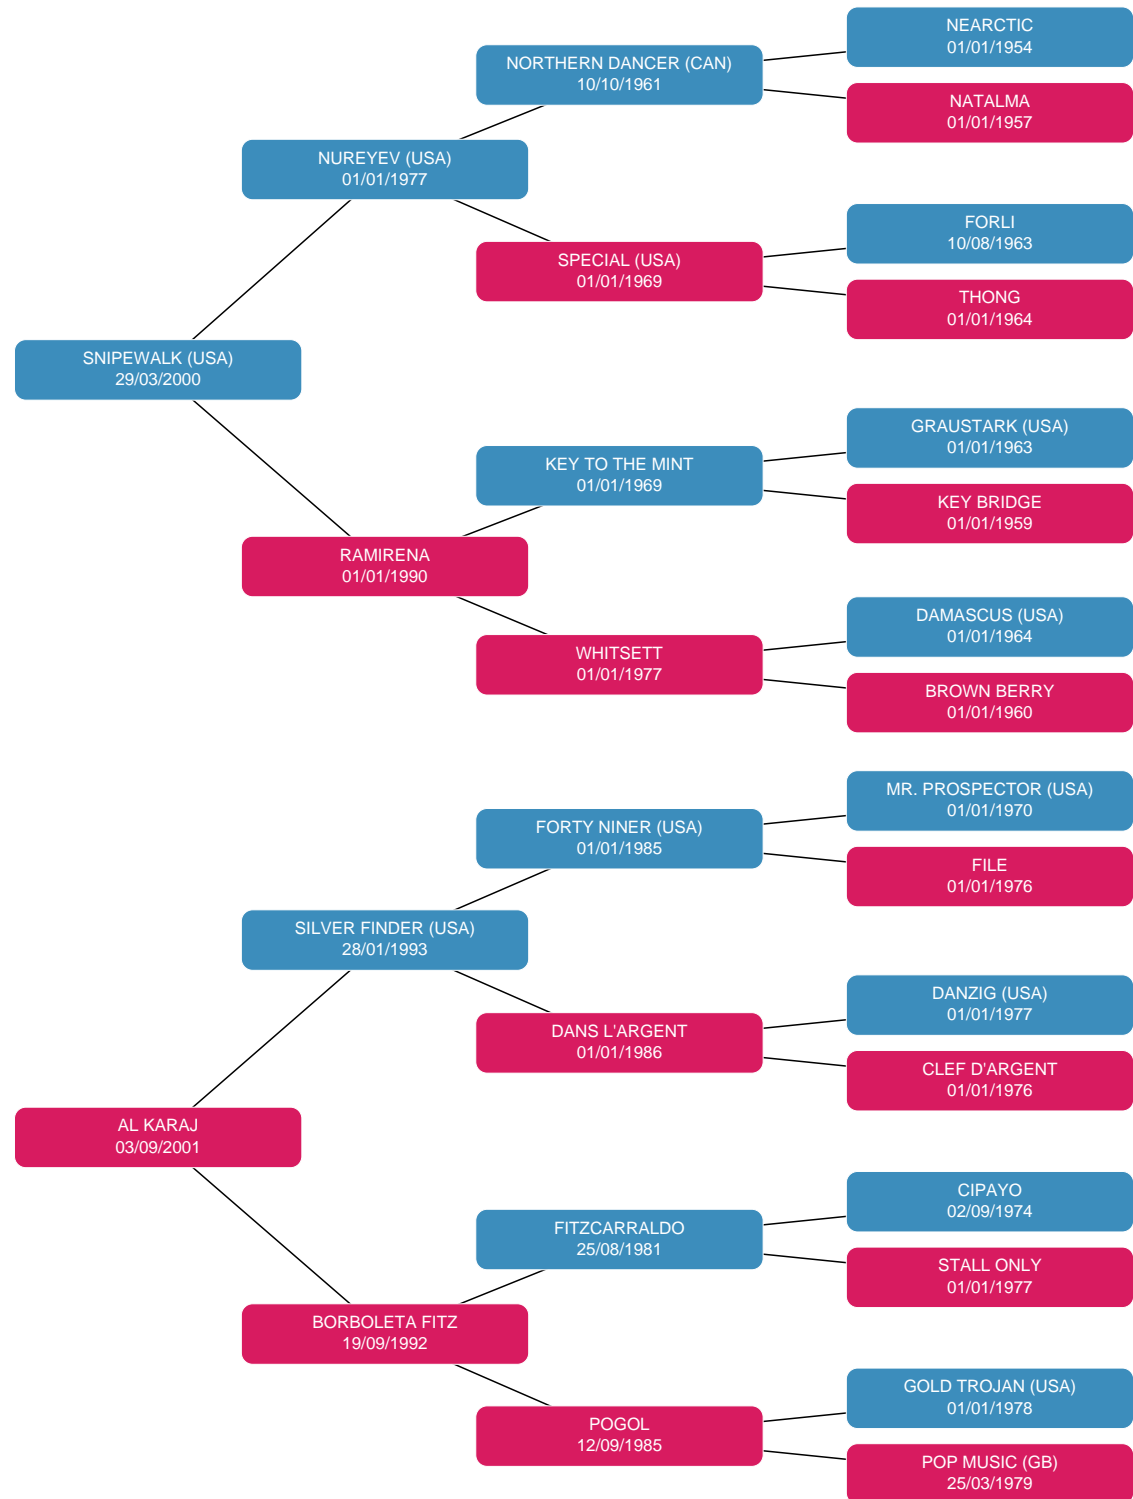 NEARCTIC
01/01/1954
NORTHERN DANCER (CAN)
10/10/1961
NATALMA
01/01/1957
NUREYEV (USA)
01/01/1977
FORLI
10/08/1963
SPECIAL (USA)
01/01/1969
THONG
01/01/1964
SNIPEWALK (USA)
29/03/2000
GRAUSTARK (USA)
01/01/1963
KEY TO THE MINT
01/01/1969
KEY BRIDGE
01/01/1959
RAMIRENA
01/01/1990
DAMASCUS (USA)
01/01/1964
WHITSETT
01/01/1977
BROWN BERRY
01/01/1960
MR. PROSPECTOR (USA)
01/01/1970
FORTY NINER (USA)
01/01/1985
FILE
01/01/1976
SILVER FINDER (USA)
28/01/1993
DANZIG (USA)
01/01/1977
DANS L'ARGENT
01/01/1986
CLEF D'ARGENT
01/01/1976
AL KARAJ
03/09/2001
CIPAYO
02/09/1974
FITZCARRALDO
25/08/1981
STALL ONLY
01/01/1977
BORBOLETA FITZ
19/09/1992
GOLD TROJAN (USA)
01/01/1978
POGOL
12/09/1985
POP MUSIC (GB)
25/03/1979